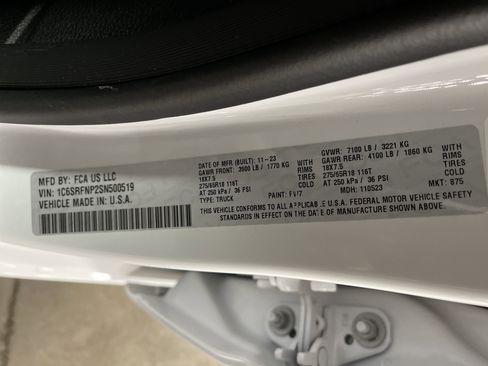 MFD BY: FCA US LLC
VIN: 1C6SRFNP2SN500519
VEHICLE MADE IN: U.S.A.
DATE OF MFR (BUILT): 11-23
GAWR FRONT: 3900 LB / 1770 KG WITH
18X7.5 RIMS
275/65R18 116T TIRES
AT 250 kPa / 36 PSI COLD
PAINT: PW7
TYPE: TRUCK
GVWR: 7100 LB / 3221 KG
GAWR REAR: 4100 LB / 1860 KG WITH
18X7.5 RIMS
275/65R18 116T TIRES
AT 250 kPa / 36 PSI COLD
MDH: 110523 MKT: 875
THIS VEHICLE CONFORMS TO ALL APPLICABLE U.S.A. FEDERAL MOTOR VEHICLE SAFETY
STANDARDS IN EFFECT ON THE DATE OF MANUFACTURE SHOWN ABOVE.